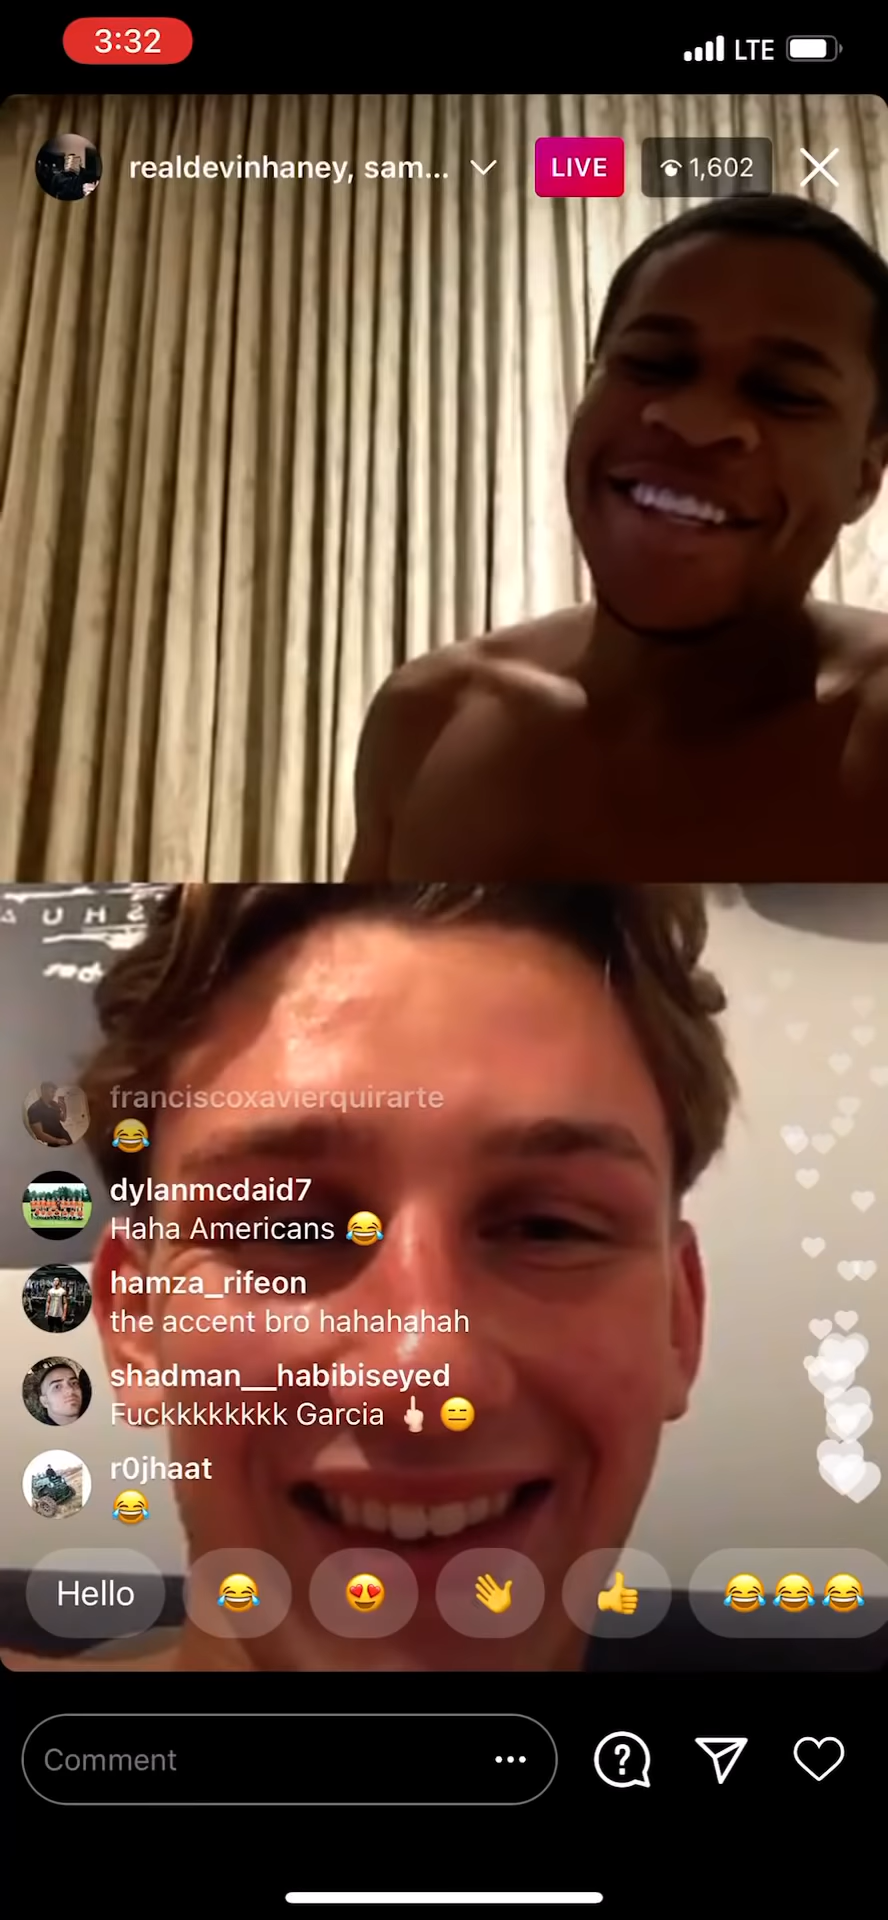 3:32
LTE
realdevinhaney, sam...
LIVE
1,602
franciscoxavierquirarte
😂
dylanmcdaid7
Haha Americans 😂
hamza_rifeon
the accent bro hahahahah
shadman__habibiseyed
Fuckkkkkkkk Garcia 🖕🏻 😑
r0jhaat
😂
Hello 😂 😍 👋 👍 😂😂😂
Comment